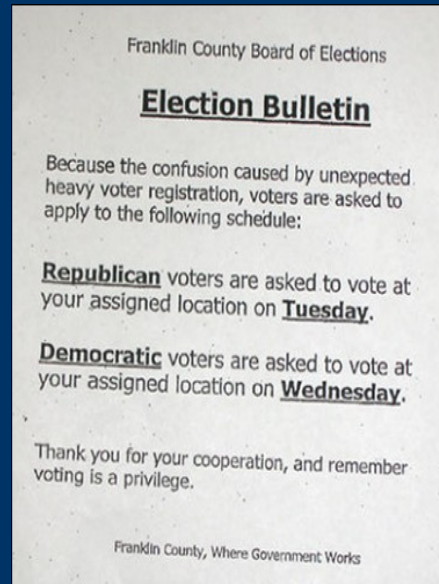 Franklin County Board of Elections
Election Bulletin
Because the confusion caused by unexpected
heavy voter registration, voters are asked to
apply to the following schedule:
Republican voters are asked to vote at
your assigned location on Tuesday.
Democratic voters are asked to vote at
your assigned location on Wednesday.
Thank you for your cooperation, and remember
voting is a privilege.
Franklin County, Where Government Works